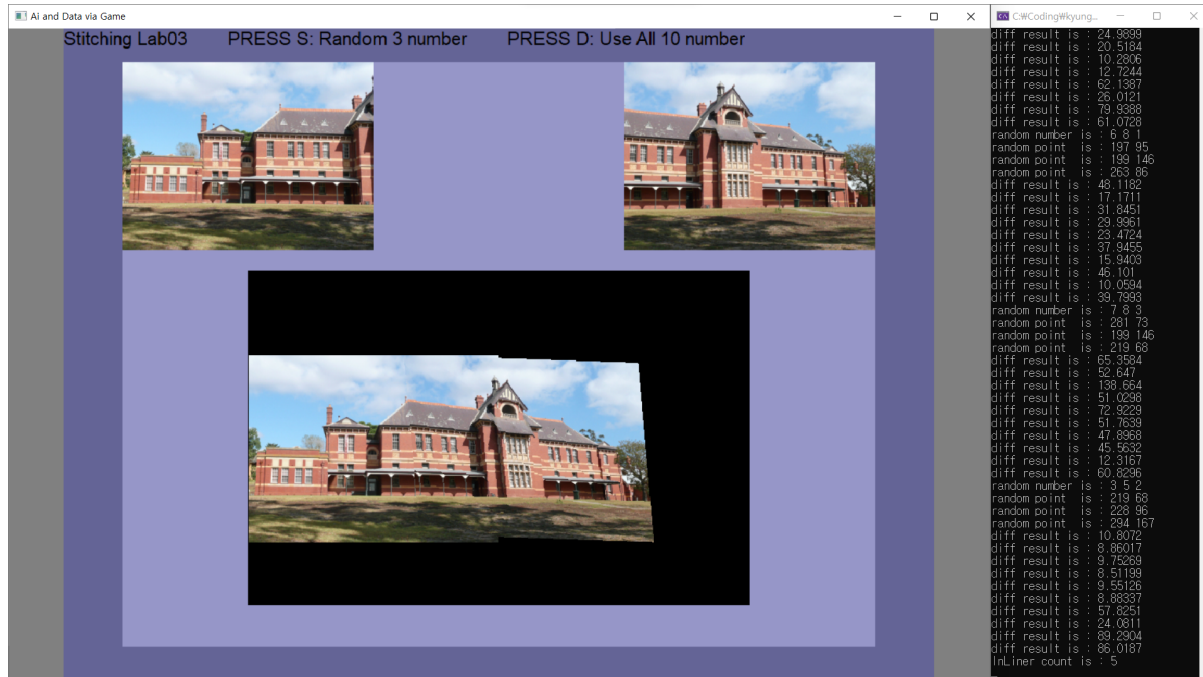 Ai and Data via Game
Stitching Lab03 PRESS S: Random 3 number PRESS D: Use All 10 number
C:₩Coding₩kyung...
diff result is : 24.9899
diff result is : 20.5184
diff result is : 10.2806
diff result is : 12.7244
diff result is : 62.1387
diff result is : 26.0121
diff result is : 79.9388
diff result is : 61.0728
random number is : 6 8 1
random point is : 197 95
random point is : 199 146
random point is : 263 86
diff result is : 48.1182
diff result is : 17.1711
diff result is : 31.8451
diff result is : 29.9961
diff result is : 23.4724
diff result is : 37.9455
diff result is : 15.9403
diff result is : 46.101
diff result is : 10.0594
diff result is : 39.7993
random number is : 7 8 3
random point is : 281 73
random point is : 199 146
random point is : 219 68
diff result is : 65.3584
diff result is : 52.647
diff result is : 138.664
diff result is : 51.0298
diff result is : 72.9229
diff result is : 51.7639
diff result is : 47.8968
diff result is : 45.5632
diff result is : 12.3167
diff result is : 60.8296
random number is : 3 5 2
random point is : 219 68
random point is : 228 96
random point is : 294 167
diff result is : 10.8072
diff result is : 8.86017
diff result is : 9.75269
diff result is : 8.51199
diff result is : 9.55126
diff result is : 8.88337
diff result is : 57.8251
diff result is : 24.0811
diff result is : 89.2904
diff result is : 86.0187
InLiner count is : 5